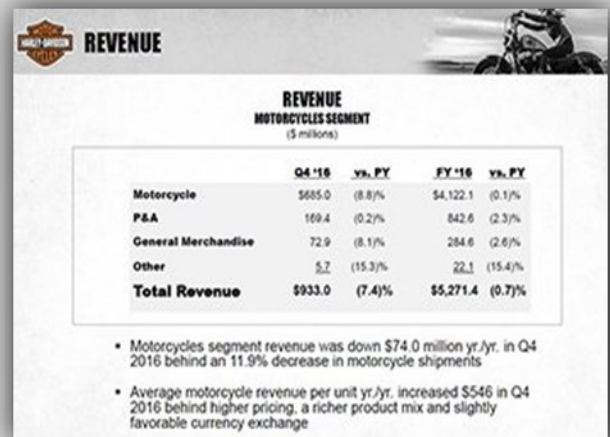 MOTOR
HARLEY-DAVIDSON
CYCLES
REVENUE
REVENUE
MOTORCYCLES SEGMENT
($ millions)
Q4 '16 vs. PY FY '16 vs. PY
Motorcycle $685.0 (8.8)% $4,122.1 (0.1)%
P&A 169.4 (0.2)% 842.6 (2.3)%
General Merchandise 72.9 (8.1)% 284.6 (2.6)%
Other 5.7 (15.3)% 22.1 (15.4)%
Total Revenue $933.0 (7.4)% $5,271.4 (0.7)%
▪ Motorcycles segment revenue was down $74.0 million yr./yr. in Q4
2016 behind an 11.9% decrease in motorcycle shipments
▪ Average motorcycle revenue per unit yr./yr. increased $546 in Q4
2016 behind higher pricing, a richer product mix and slightly
favorable currency exchange